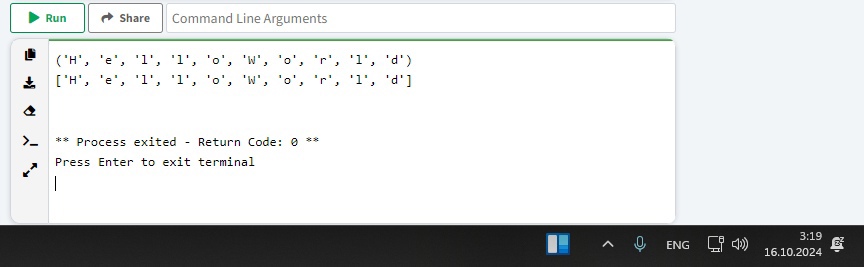 Run Share Command Line Arguments
('H', 'e', 'l', 'l', 'o', 'W', 'o', 'r', 'l', 'd')
['H', 'e', 'l', 'l', 'o', 'W', 'o', 'r', 'l', 'd']
** Process exited - Return Code: 0 **
Press Enter to exit terminal
3:19
ENG
16.10.2024